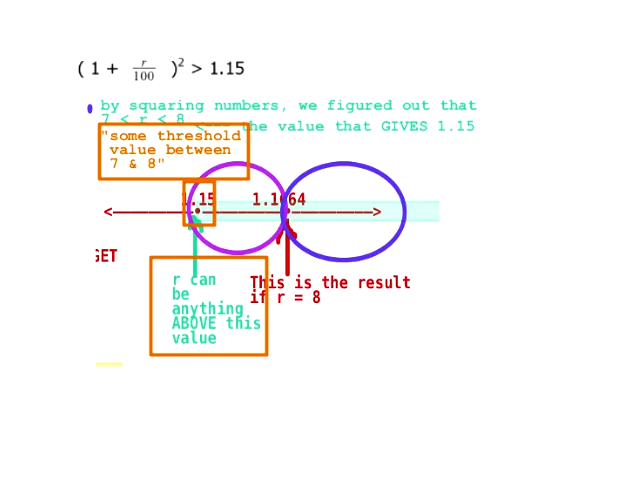 ( 1 + r/100 )² > 1.15
by squaring numbers, we figured out that
7 < r < 8 <--- the value that GIVES 1.15
"some threshold
value between
7 & 8"
1.15 1.1664
<
>
GET
r can
be
anything
ABOVE this
value
This is the result
if r = 8